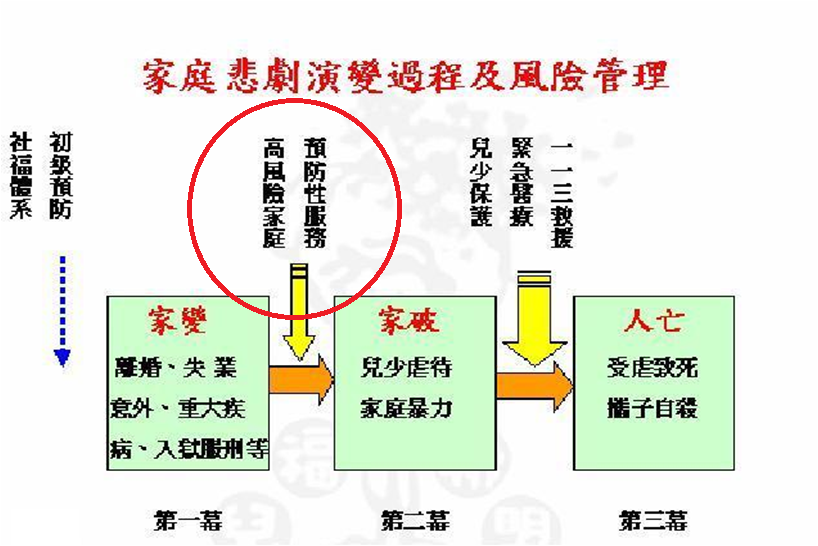 家庭悲劇演變過程及風險管理
初級預防
社福體系
預防性服務
高風險家庭
一一三救援
緊急醫療
兒少保護
家變
離婚、失業
意外、重大疾
病、入獄服刑等
第一幕
家破
兒少虐待
家庭暴力
第二幕
人亡
受虐致死
攜子自殺
第三幕